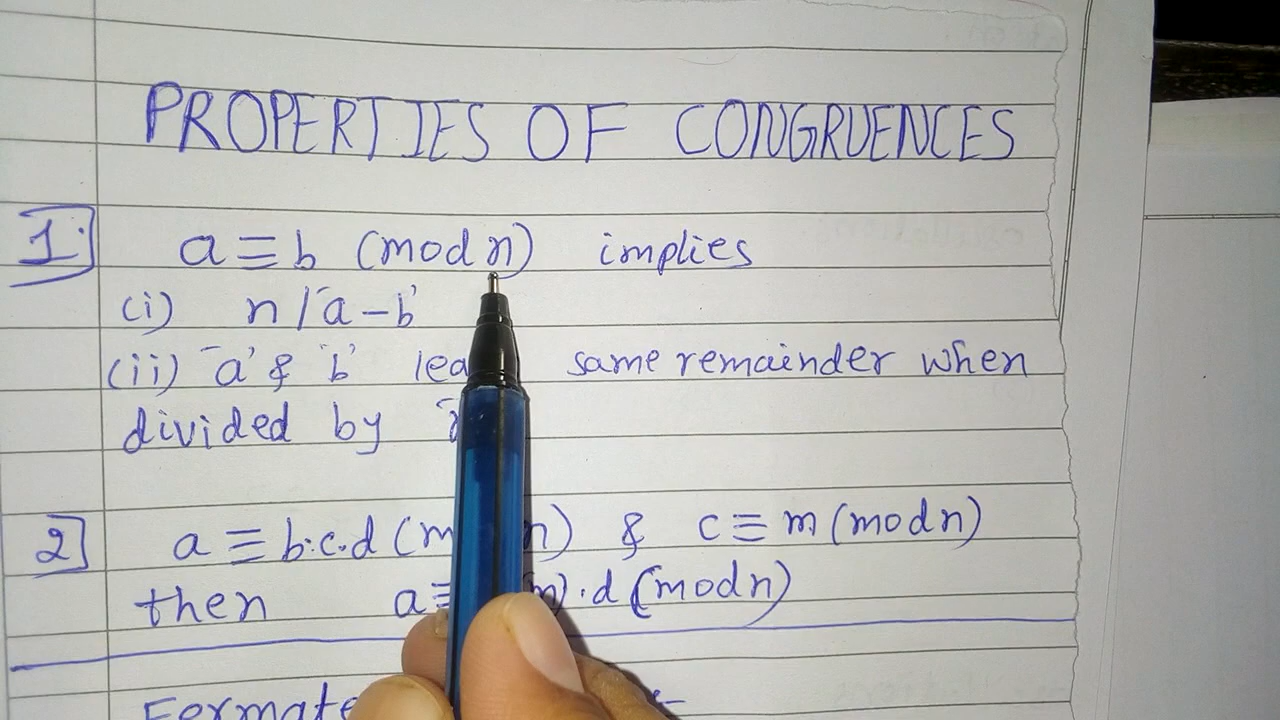 PROPERTIES OF CONGRUENCES
1. a ≡ b (mod n) implies
(i) n / 'a - b'
(ii) 'a' & 'b' same remainder when
divided by
2] a ≡ b.c.d ( n) & c ≡ m (mod n)
then a ≡ .d (mod n)